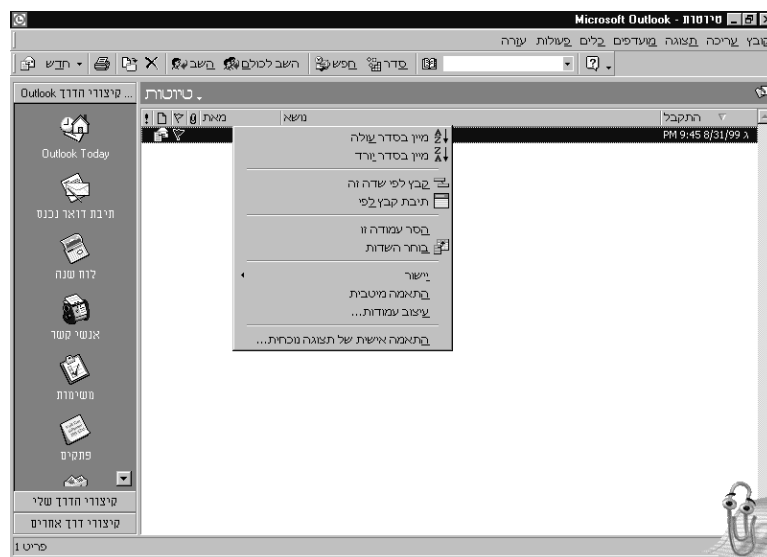 Microsoft Outlook - טיוטות
קובץ עריכה תצוגה מועדפים כלים פעולות עזרה
חדש השב השב לכולם חפש סדר
קיצורי הדרך Outlook ...
טיוטות
מאת נושא התקבל
ג 8/31/99 9:45 PM
Outlook Today
תיבת דואר נכנס
לוח שנה
אנשי קשר
משימות
פתקים
קיצורי הדרך שלי
קיצורי דרך אחרים
מיין בסדר עולה
מיין בסדר יורד
קבץ לפי שדה זה
תיבת קבץ לפי
הסר עמודה זו
בוחר השדות
יישור
התאמה מיטבית
עיצוב עמודות...
התאמה אישית של תצוגה נוכחית...
פריט 1